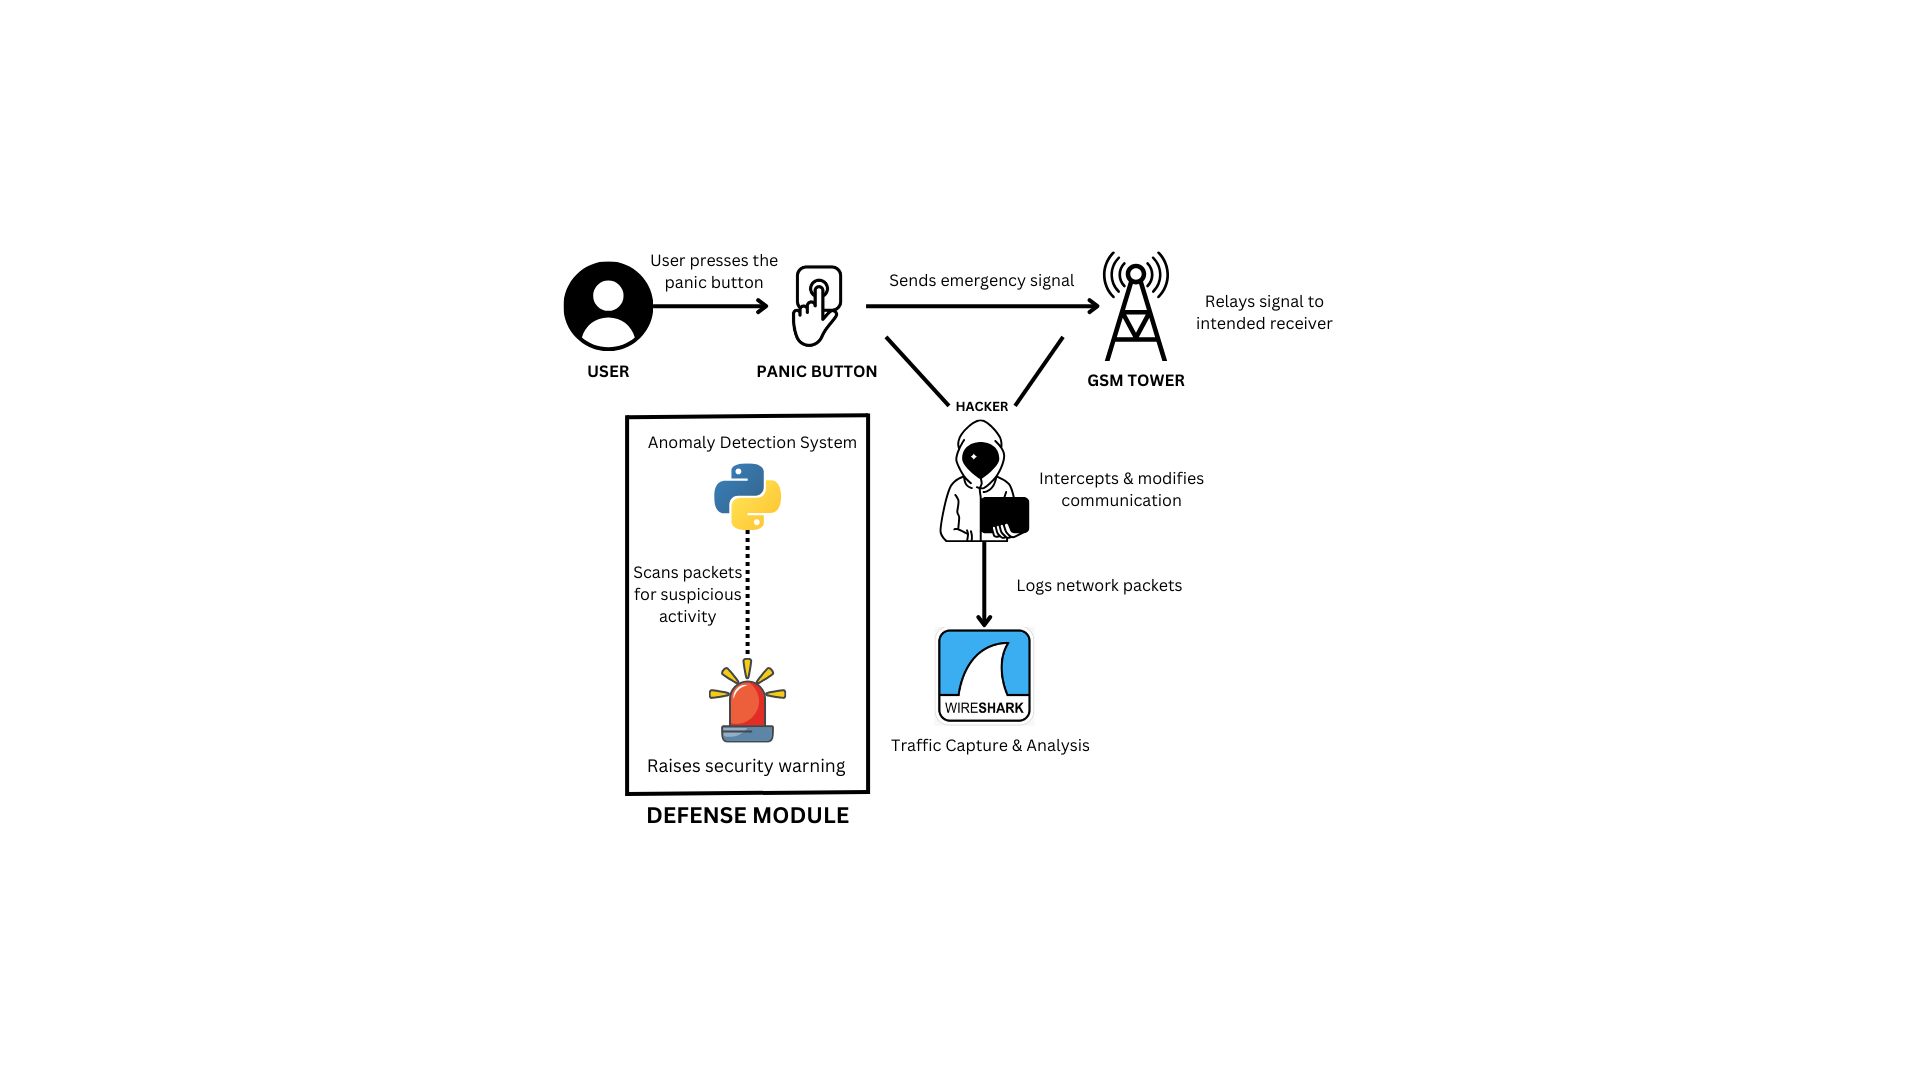 User presses the
panic button
Sends emergency signal
Relays signal to
intended receiver
USER
PANIC BUTTON
GSM TOWER
HACKER
Intercepts & modifies
communication
Logs network packets
WIRESHARK
Traffic Capture & Analysis
Anomaly Detection System
Scans packets
for suspicious
activity
Raises security warning
DEFENSE MODULE